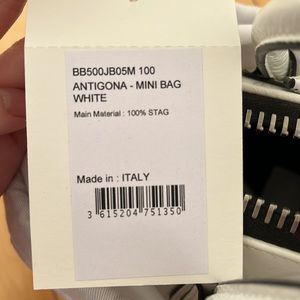 BB500JB05M 100
ANTIGONA - MINI BAG
WHITE
Main Material : 100% STAG
Made in : ITALY
3 615204 751350